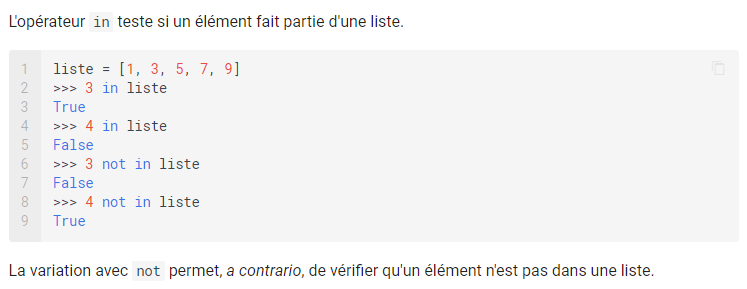 L'opérateur in teste si un élément fait partie d'une liste.
1 liste = [1, 3, 5, 7, 9]
2 >>> 3 in liste
3 True
4 >>> 4 in liste
5 False
6 >>> 3 not in liste
7 False
8 >>> 4 not in liste
9 True
La variation avec not permet, a contrario, de vérifier qu'un élément n'est pas dans une liste.